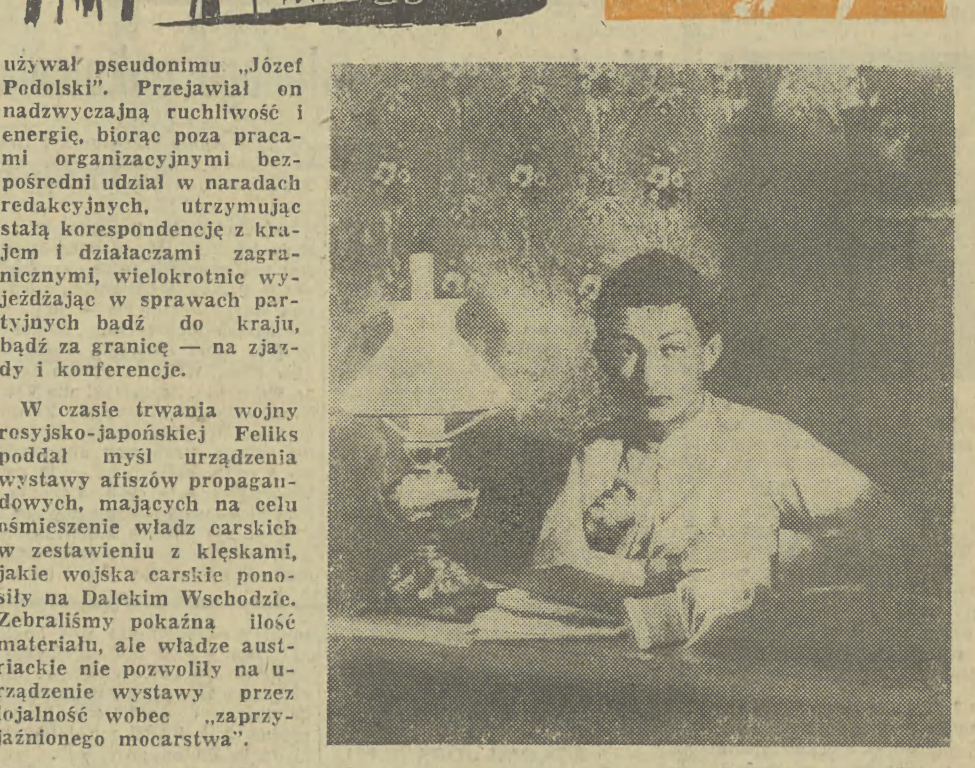 używał pseudonimu „Józef
Podolski”. Przejawiał on
nadzwyczajną ruchliwość i
energię, biorąc poza praca-
mi organizacyjnymi bez-
pośredni udział w naradach
redakcyjnych, utrzymując
stałą korespondencję z kra-
jem i działaczami zagra-
nicznymi, wielokrotnie wy-
jeżdżając w sprawach par-
tyjnych bądź do kraju,
bądź za granicę — na zjaz-
dy i konferencje.
W czasie trwania wojny
rosyjsko-japońskiej Feliks
poddał myśl urządzenia
wystawy afiszów propagan-
dowych, mających na celu
ośmieszenie władz carskich
w zestawieniu z klęskami,
jakie wojska carskie pono-
siły na Dalekim Wschodzie.
Zebraliśmy pokaźną ilość
materiału, ale władze aust-
riackie nie pozwoliły na u-
rządzenie wystawy przez
lojalność wobec „zaprzy-
jaźnionego mocarstwa”.